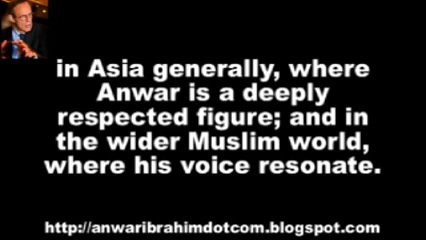 in Asia generally, where
Anwar is a deeply
respected figure; and in
the wider Muslim world,
where his voice resonate.
http://anwaribrahimdotcom.blogspot.com